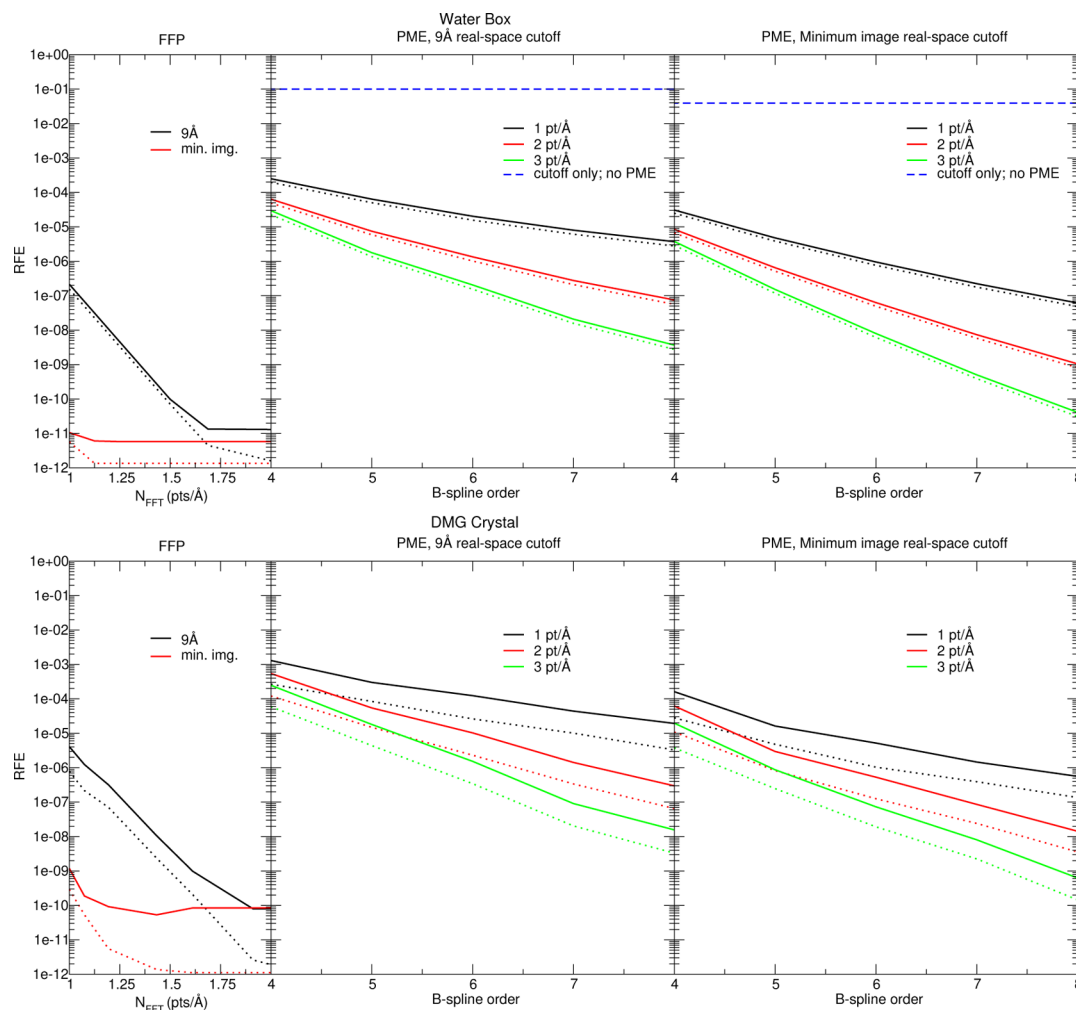 Water Box
FFP
PME, 9Å real-space cutoff
PME, Minimum image real-space cutoff
1e+00
1e-01
1e-02
1e-03
1e-04
1e-05
1e-06
1e-07
1e-08
1e-09
1e-10
1e-11
1e-12
RFE
9Å
min. img.
1 pt/Å
2 pt/Å
3 pt/Å
cutoff only; no PME
1 pt/Å
2 pt/Å
3 pt/Å
cutoff only; no PME
1 1.25 1.5 1.75 4 5 6 7 4 5 6 7 8
N_FFT (pts/Å)
B-spline order
B-spline order
DMG Crystal
FFP
PME, 9Å real-space cutoff
PME, Minimum image real-space cutoff
1e+00
1e-01
1e-02
1e-03
1e-04
1e-05
1e-06
1e-07
1e-08
1e-09
1e-10
1e-11
1e-12
RFE
9Å
min. img.
1 pt/Å
2 pt/Å
3 pt/Å
1 pt/Å
2 pt/Å
3 pt/Å
1 1.25 1.5 1.75 4 5 6 7 4 5 6 7 8
N_FFT (pts/Å)
B-spline order
B-spline order